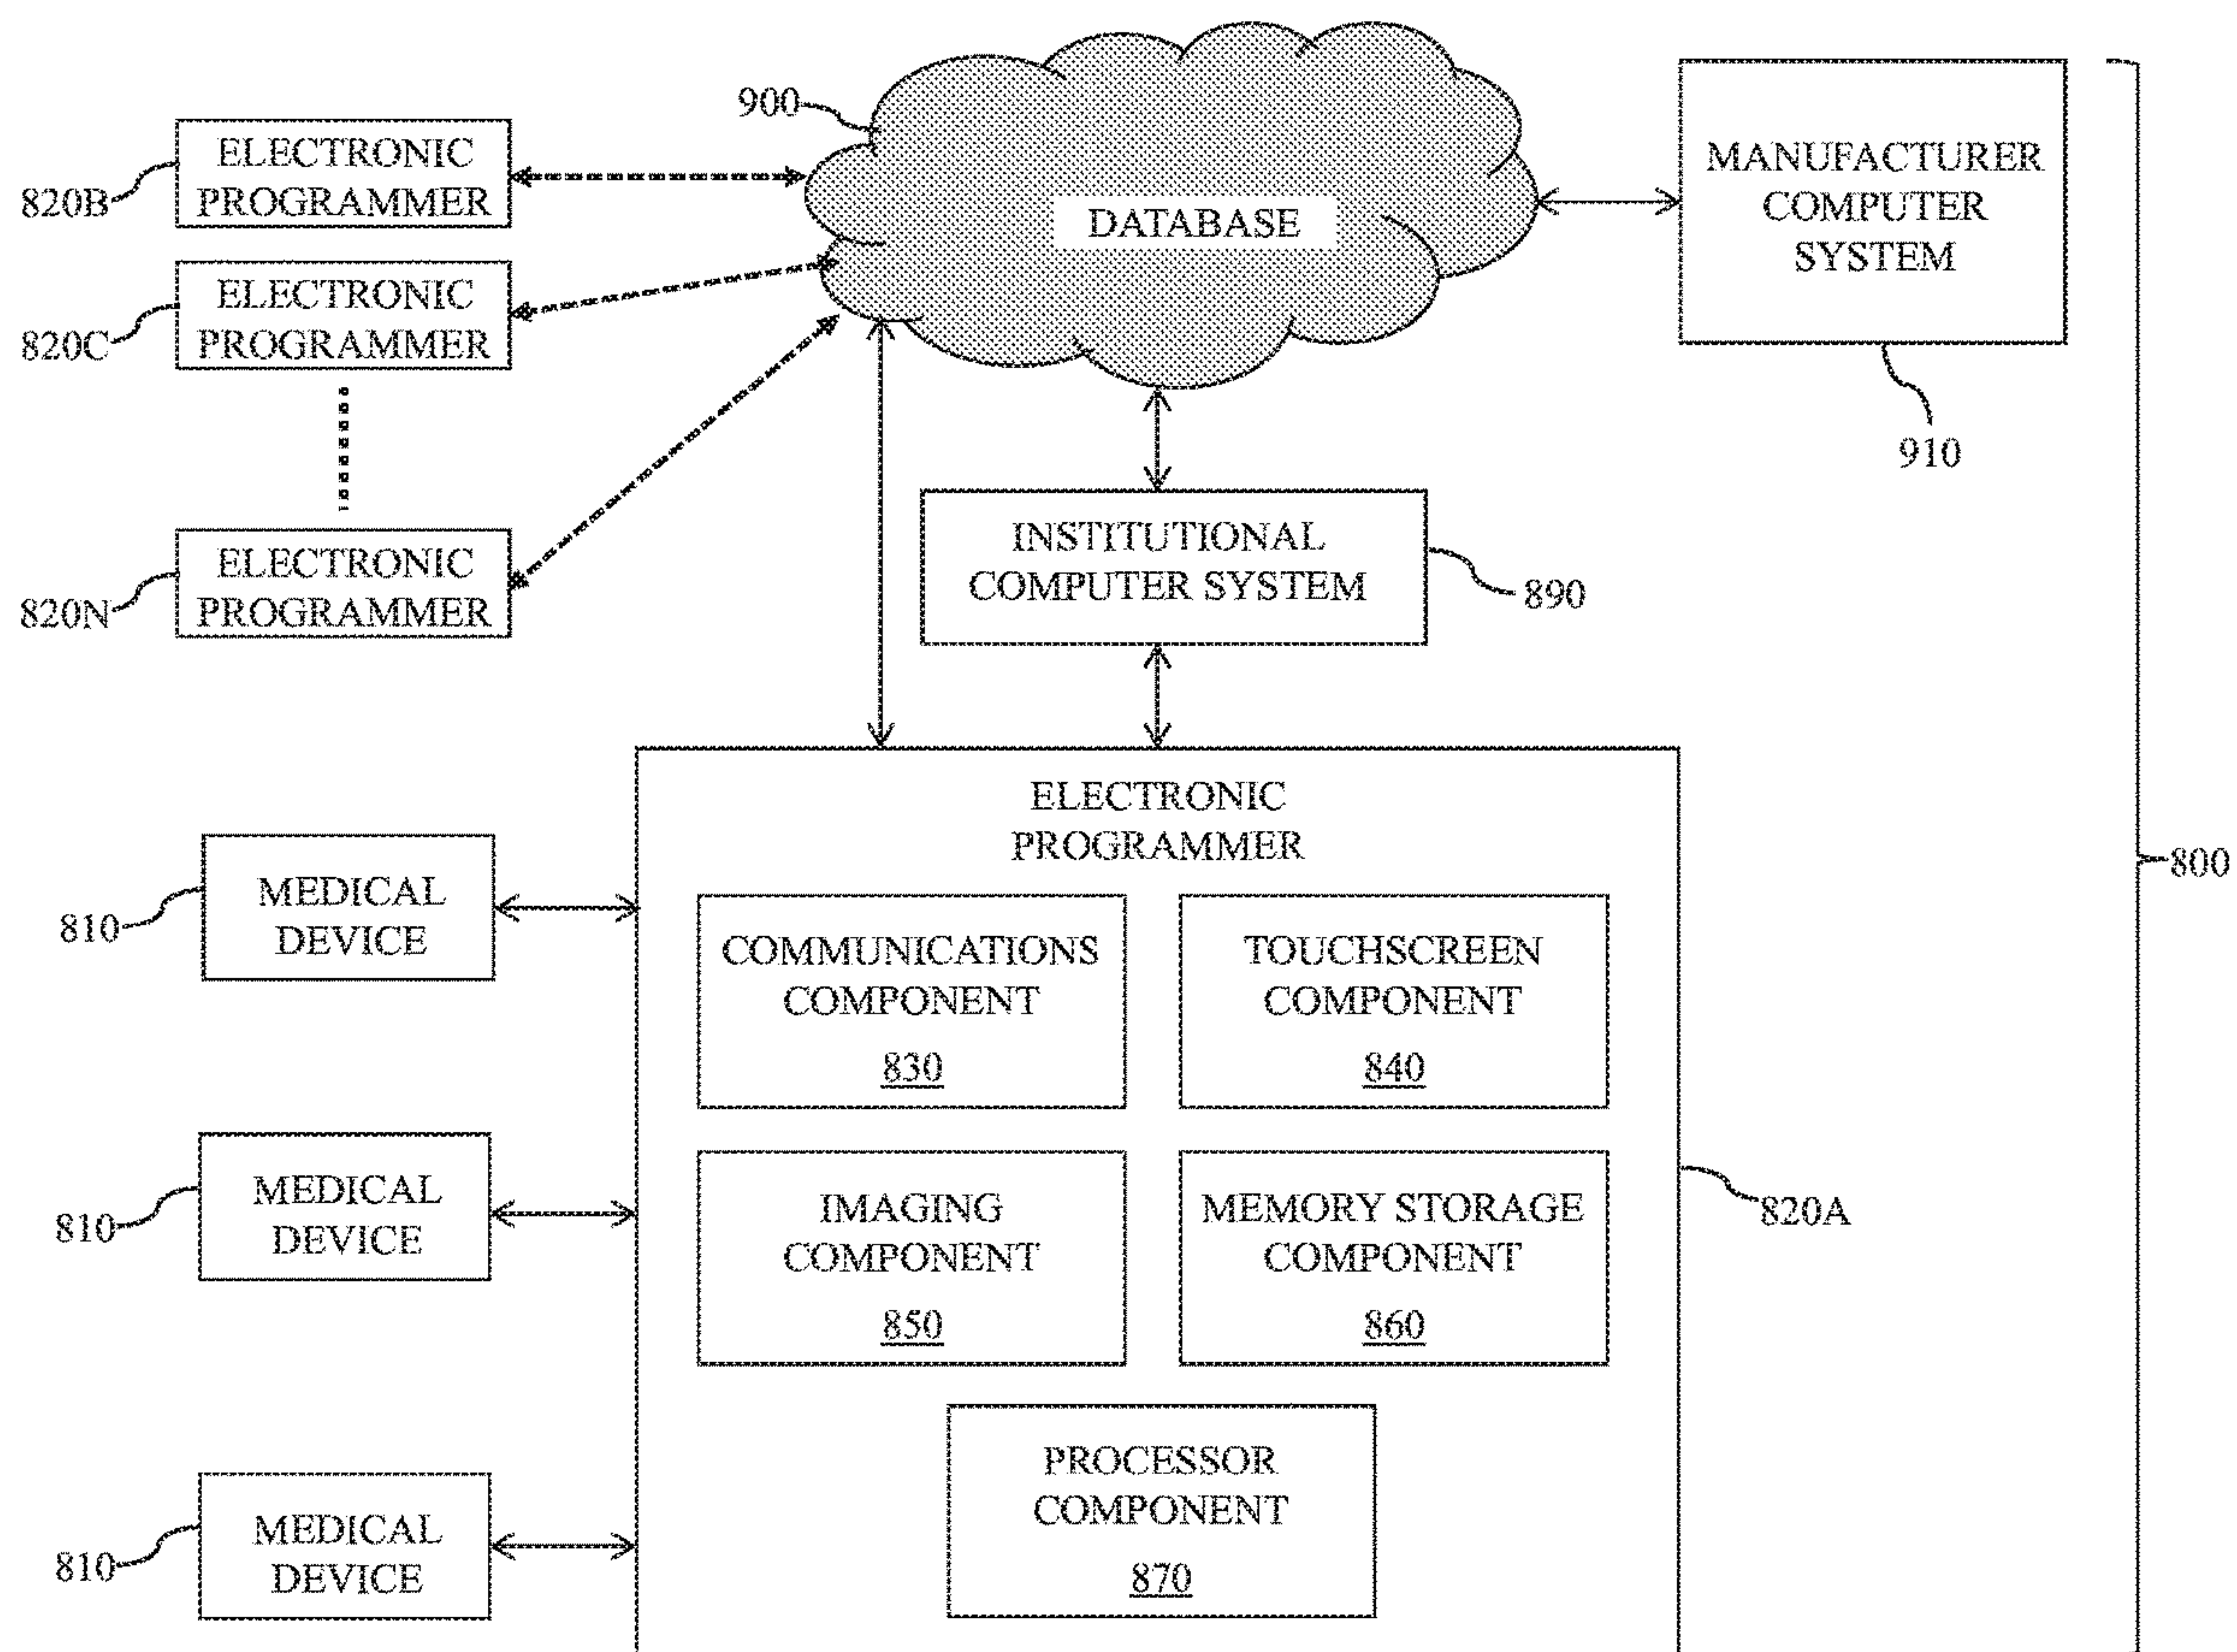 900
ELECTRONIC
PROGRAMMER
820B
ELECTRONIC
PROGRAMMER
820C
ELECTRONIC
PROGRAMMER
820N
DATABASE
MANUFACTURER
COMPUTER
SYSTEM
910
INSTITUTIONAL
COMPUTER SYSTEM
890
800
ELECTRONIC
PROGRAMMER
820A
MEDICAL
DEVICE
810
MEDICAL
DEVICE
810
MEDICAL
DEVICE
810
COMMUNICATIONS
COMPONENT
830
TOUCHSCREEN
COMPONENT
840
IMAGING
COMPONENT
850
MEMORY STORAGE
COMPONENT
860
PROCESSOR
COMPONENT
870